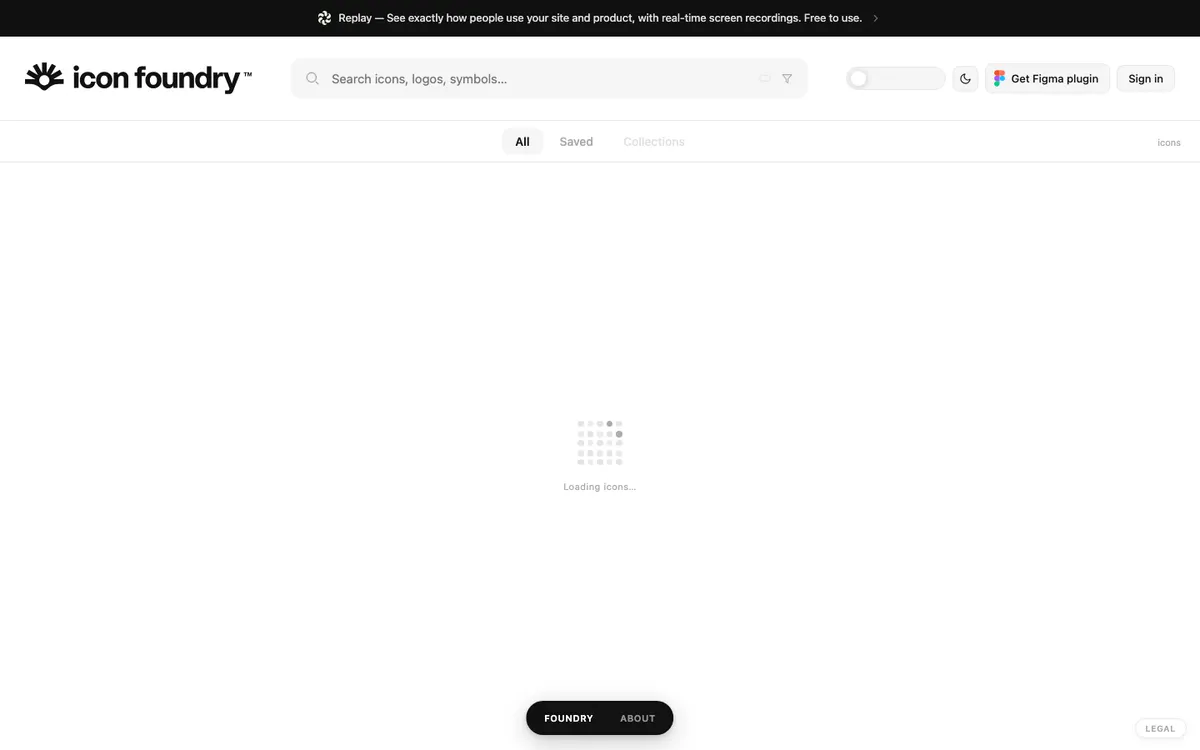 Replay — See exactly how people use your site and product, with real-time screen recordings. Free to use.
icon foundry™
Search icons, logos, symbols...
Get Figma plugin
Sign in
All
Saved
Collections
icons
Loading icons...
FOUNDRY
ABOUT
LEGAL